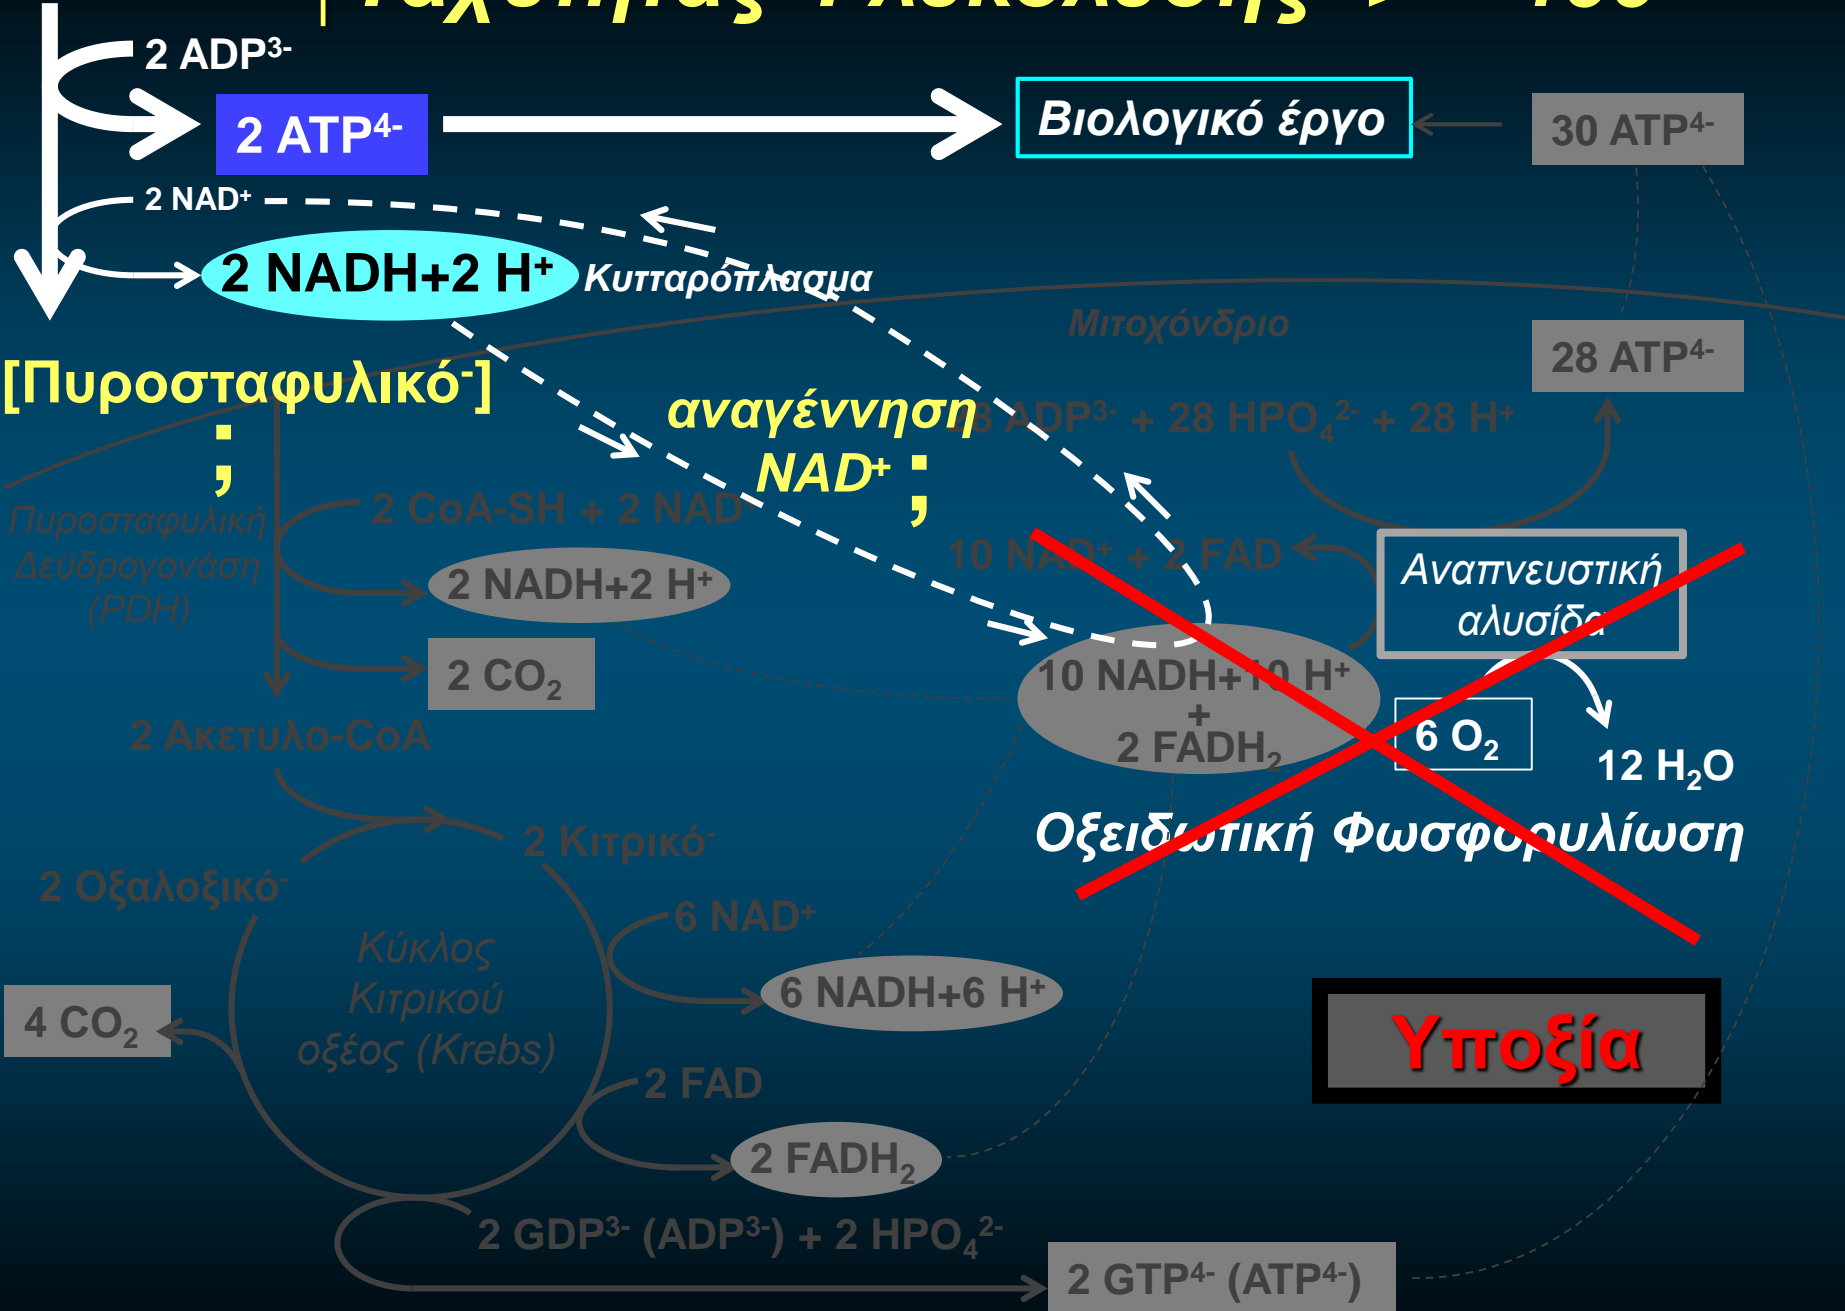 2 ADP³⁻
2 ATP⁴⁻
Βιολογικό έργο
30 ATP⁴⁻
2 NAD⁺
2 NADH+2 H⁺
Κυτταρόπλασμα
Μιτοχόνδριο
28 ATP⁴⁻
[Πυροσταφυλικό⁻]
;
αναγέννηση
NAD⁺ ;
28 ADP³⁻ + 28 HPO₄²⁻ + 28 H⁺
Πυροσταφυλική
Δεϋδρογονάση
(PDH)
2 CoA-SH + 2 NAD⁺
2 NADH+2 H⁺
2 CO₂
10 NAD⁺ + 2 FAD
Αναπνευστική
αλυσίδα
10 NADH+10 H⁺
+
2 FADH₂
6 O₂
12 H₂O
Οξειδωτική Φωσφορυλίωση
2 Ακετυλο-CoA
2 Κιτρικό⁻
2 Οξαλοξικό⁻
Κύκλος
Κιτρικού
οξέος (Krebs)
6 NAD⁺
6 NADH+6 H⁺
4 CO₂
2 FAD
2 FADH₂
Υποξία
2 GDP³⁻ (ADP³⁻) + 2 HPO₄²⁻
2 GTP⁴⁻ (ATP⁴⁻)